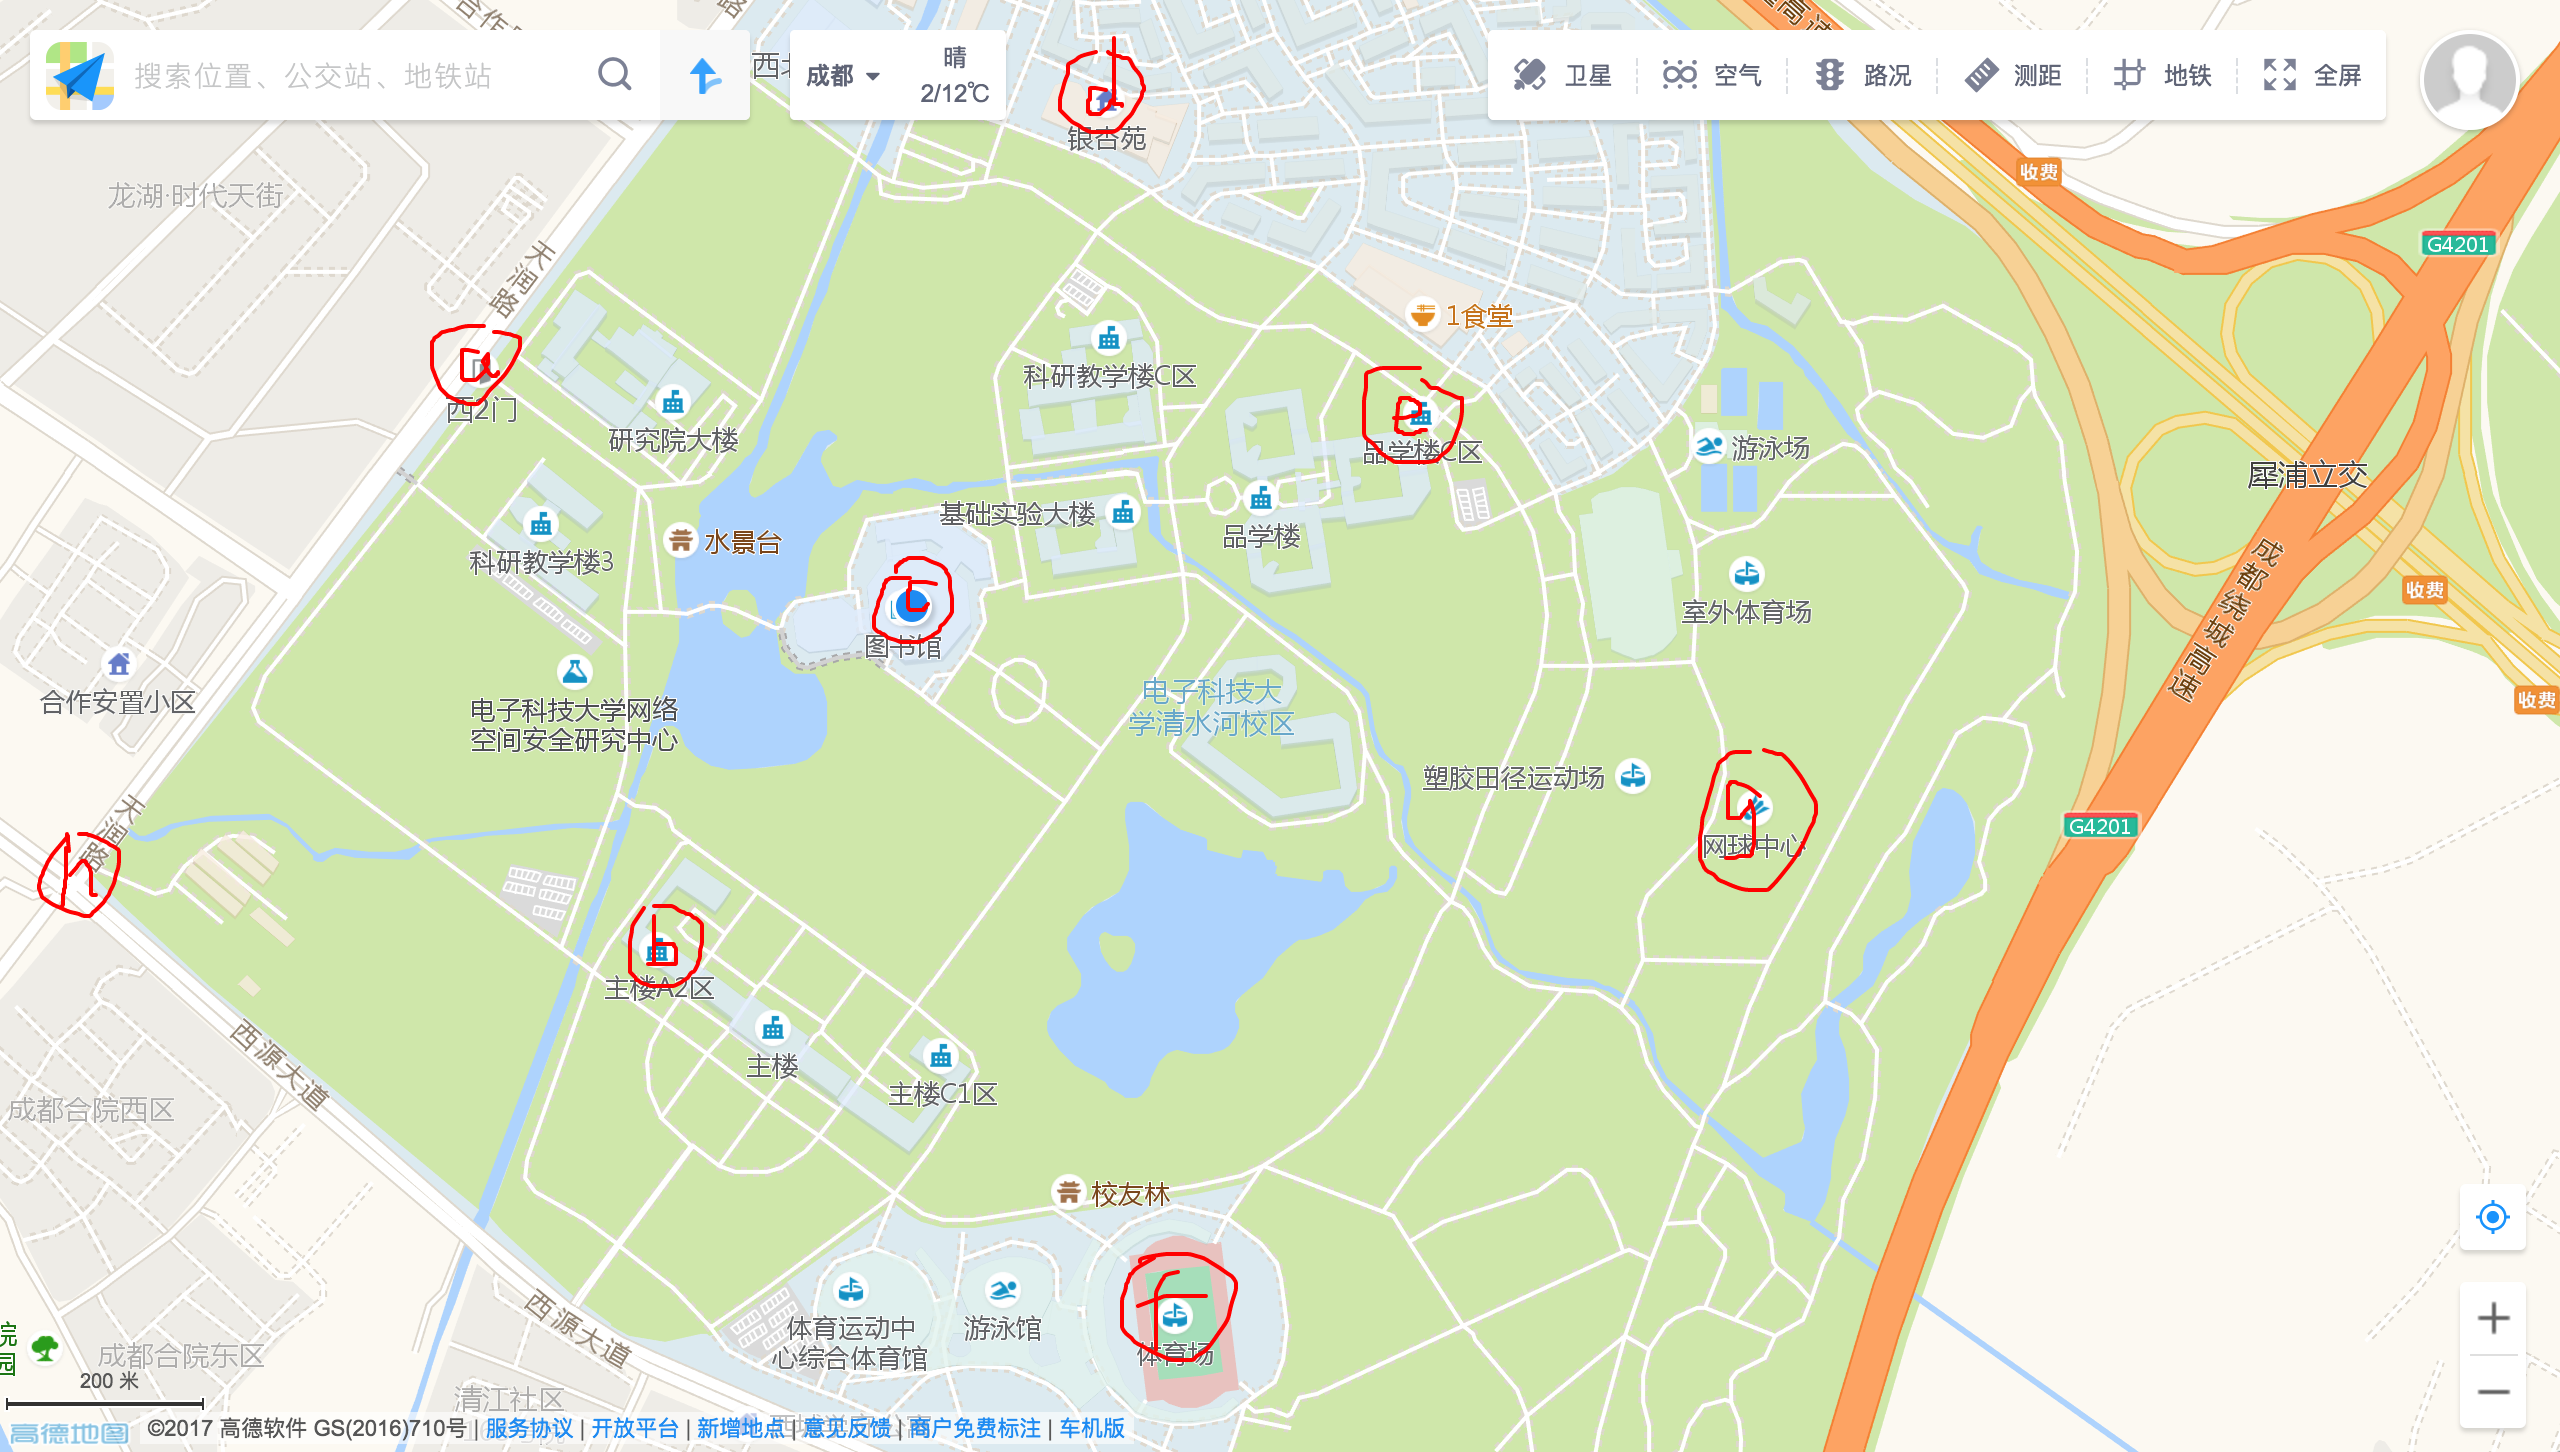 合作
路
搜索位置、公交站、地铁站
西北
成都
晴
2/12℃
d
银杏苑
高速
卫星
空气
路况
测距
地铁
全屏
收费
龙湖·时代天街
天润路
G4201
1食堂
a
西2门
科研教学楼C区
研究院大楼
品学楼C区
游泳场
犀浦立交
基础实验大楼
水景台
品学楼
科研教学楼3
成都绕城高速
收费
室外体育场
图书馆
合作安置小区
电子科技大
学清水河校区
电子科技大学网络
空间安全研究中心
收费
塑胶田径运动场
天润路
g
网球中心
G4201
h
b
主楼A2区
主楼
主楼C1区
西源大道
成都合院西区
校友林
f
体育场
西源大道
体育运动中
心综合体育馆
游泳馆
院
园
成都合院东区
200 米
清江社区
高德地图
©2017 高德软件 GS(2016)710号 | 服务协议 | 开放平台 | 新增地点 | 意见反馈 | 商户免费标注 | 车机版